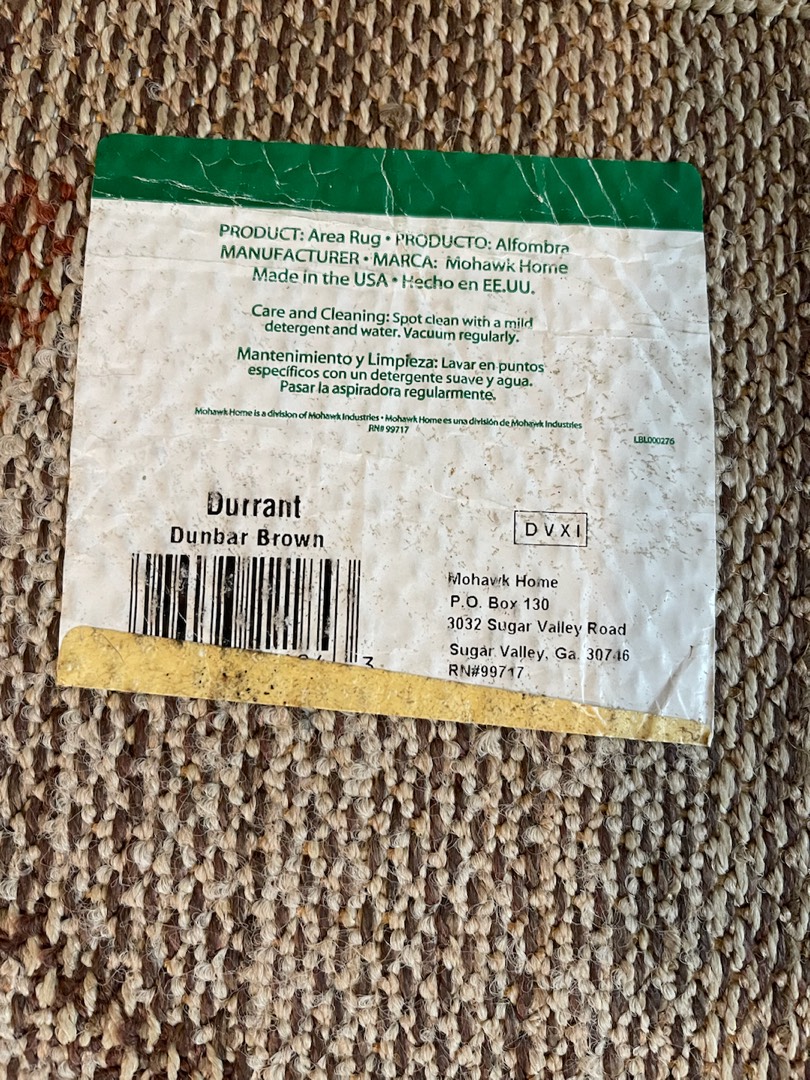 PRODUCT: Area Rug • PRODUCTO: Alfombra
MANUFACTURER • MARCA: Mohawk Home
Made in the USA • Hecho en EE.UU.
Care and Cleaning: Spot clean with a mild
detergent and water. Vacuum regularly.
Mantenimiento y Limpieza: Lavar en puntos
específicos con un detergente suave y agua.
Pasar la aspiradora regularmente.
Mohawk Home is a division of Mohawk Industries • Mohawk Home es una división de Mohawk Industries
RN# 99717
LBL000276
Durrant
Dunbar Brown
DVXI
3
Mohawk Home
P.O. Box 130
3032 Sugar Valley Road
Sugar Valley, Ga. 30746
RN#99717